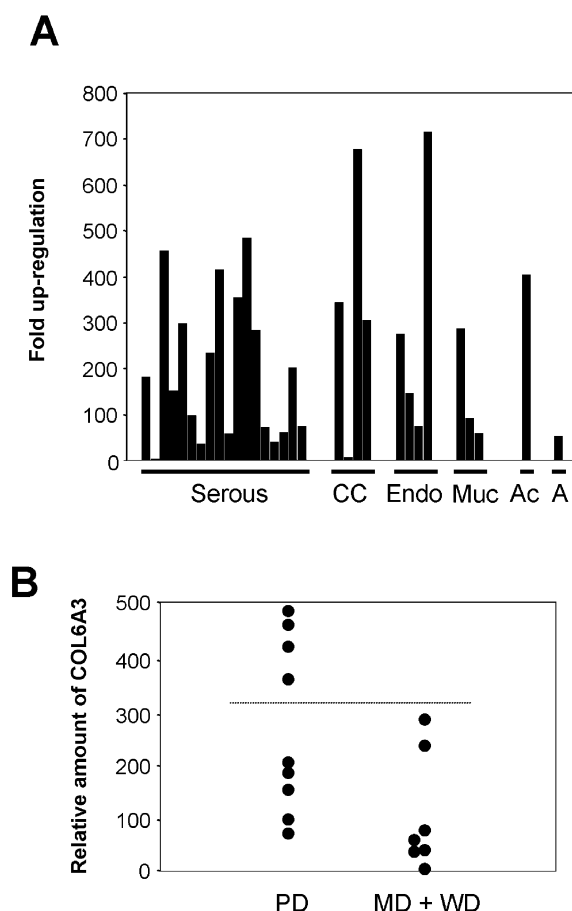 A
Fold up-regulation
800
700
600
500
400
300
200
100
0
Serous CC Endo Muc Ac A
B
Relative amount of COL6A3
500
400
300
200
100
0
PD MD + WD